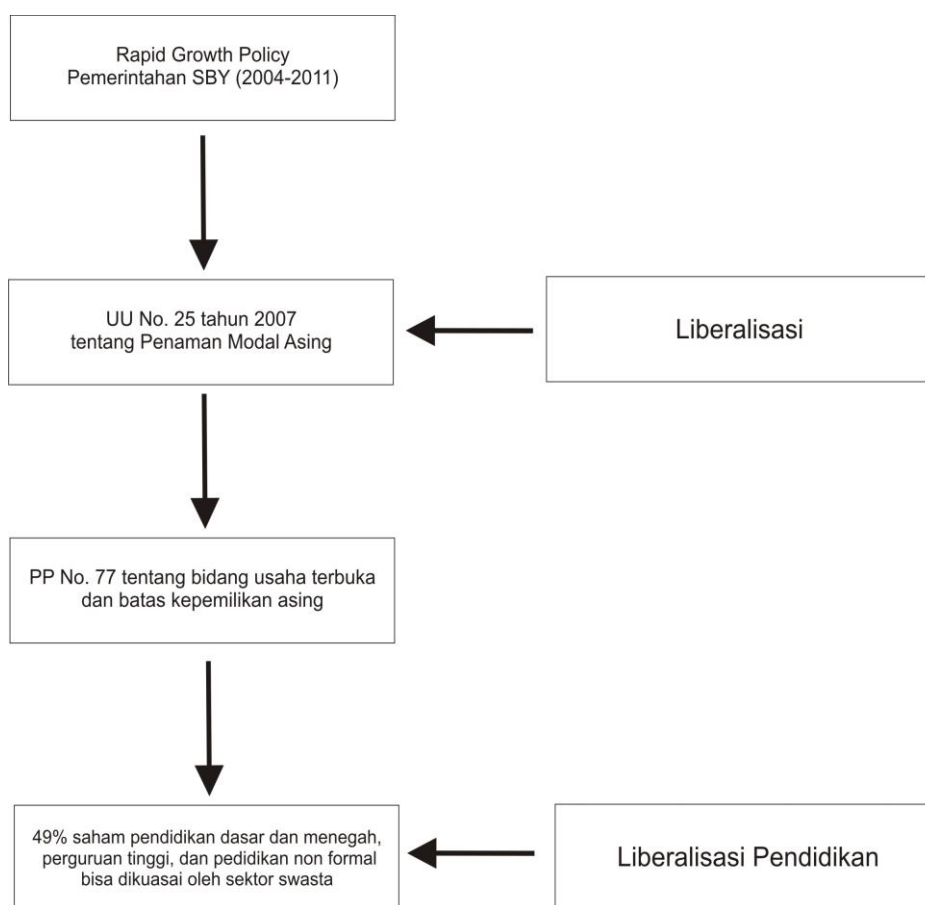 Rapid Growth Policy
Pemerintahan SBY (2004-2011)
UU No. 25 tahun 2007
tentang Penaman Modal Asing
Liberalisasi
PP No. 77 tentang bidang usaha terbuka
dan batas kepemilikan asing
49% saham pendidikan dasar dan menegah,
perguruan tinggi, dan pedidikan non formal
bisa dikuasai oleh sektor swasta
Liberalisasi Pendidikan